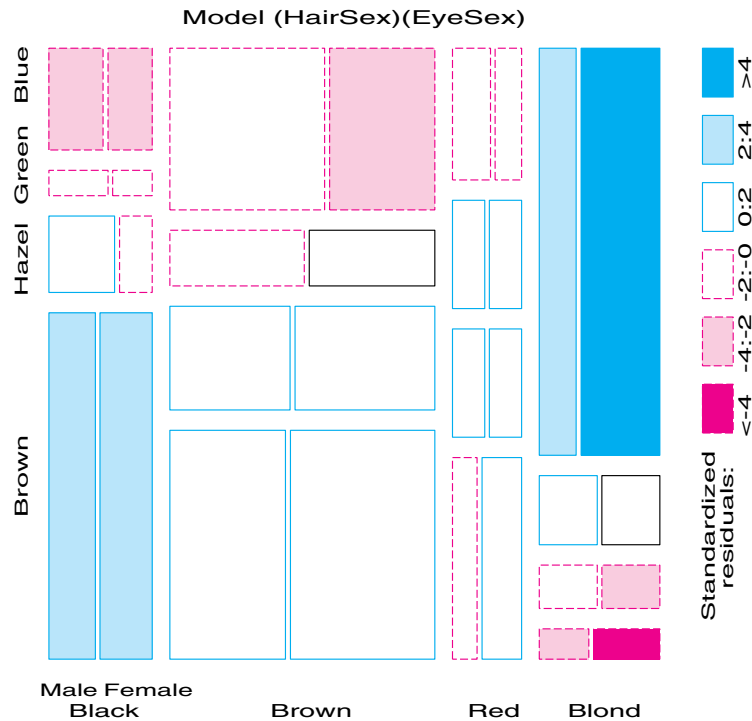 Model (HairSex)(EyeSex)
Blue
Green
Hazel
Brown
Male Female
Black
Brown
Red
Blond
>4
2:4
0:2
-2:-0
-4:-2
<-4
Standardized
residuals: